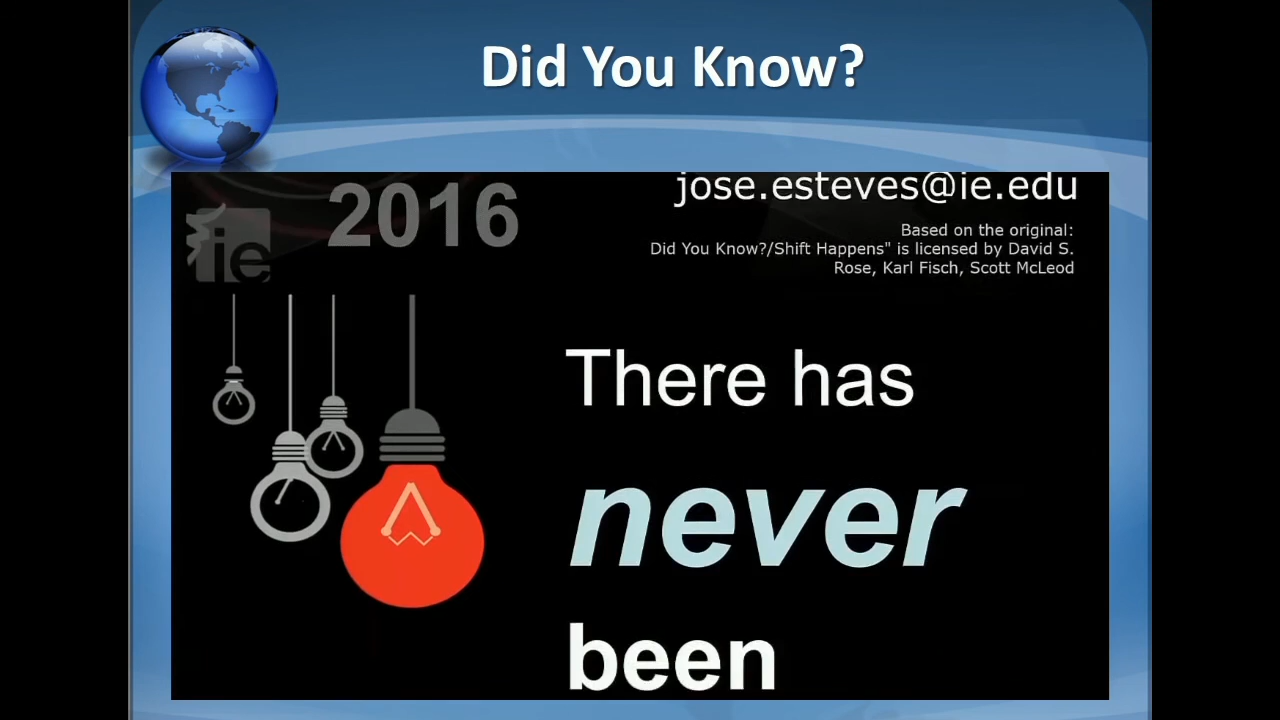 Did You Know?
ie
2016
jose.esteves@ie.edu
Based on the original:
Did You Know?/Shift Happens" is licensed by David S.
Rose, Karl Fisch, Scott McLeod
There has
never
been